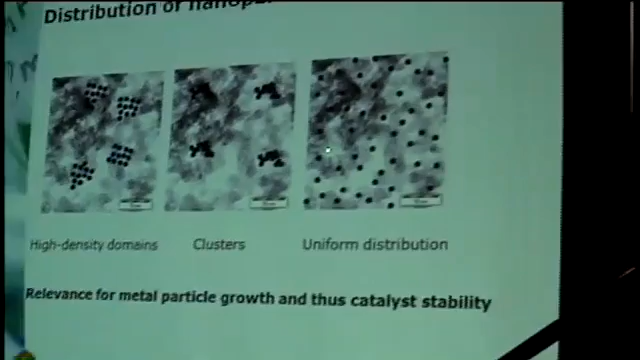 Distribution of
High-density domains
Clusters
Uniform distribution
Relevance for metal particle growth and thus catalyst stability